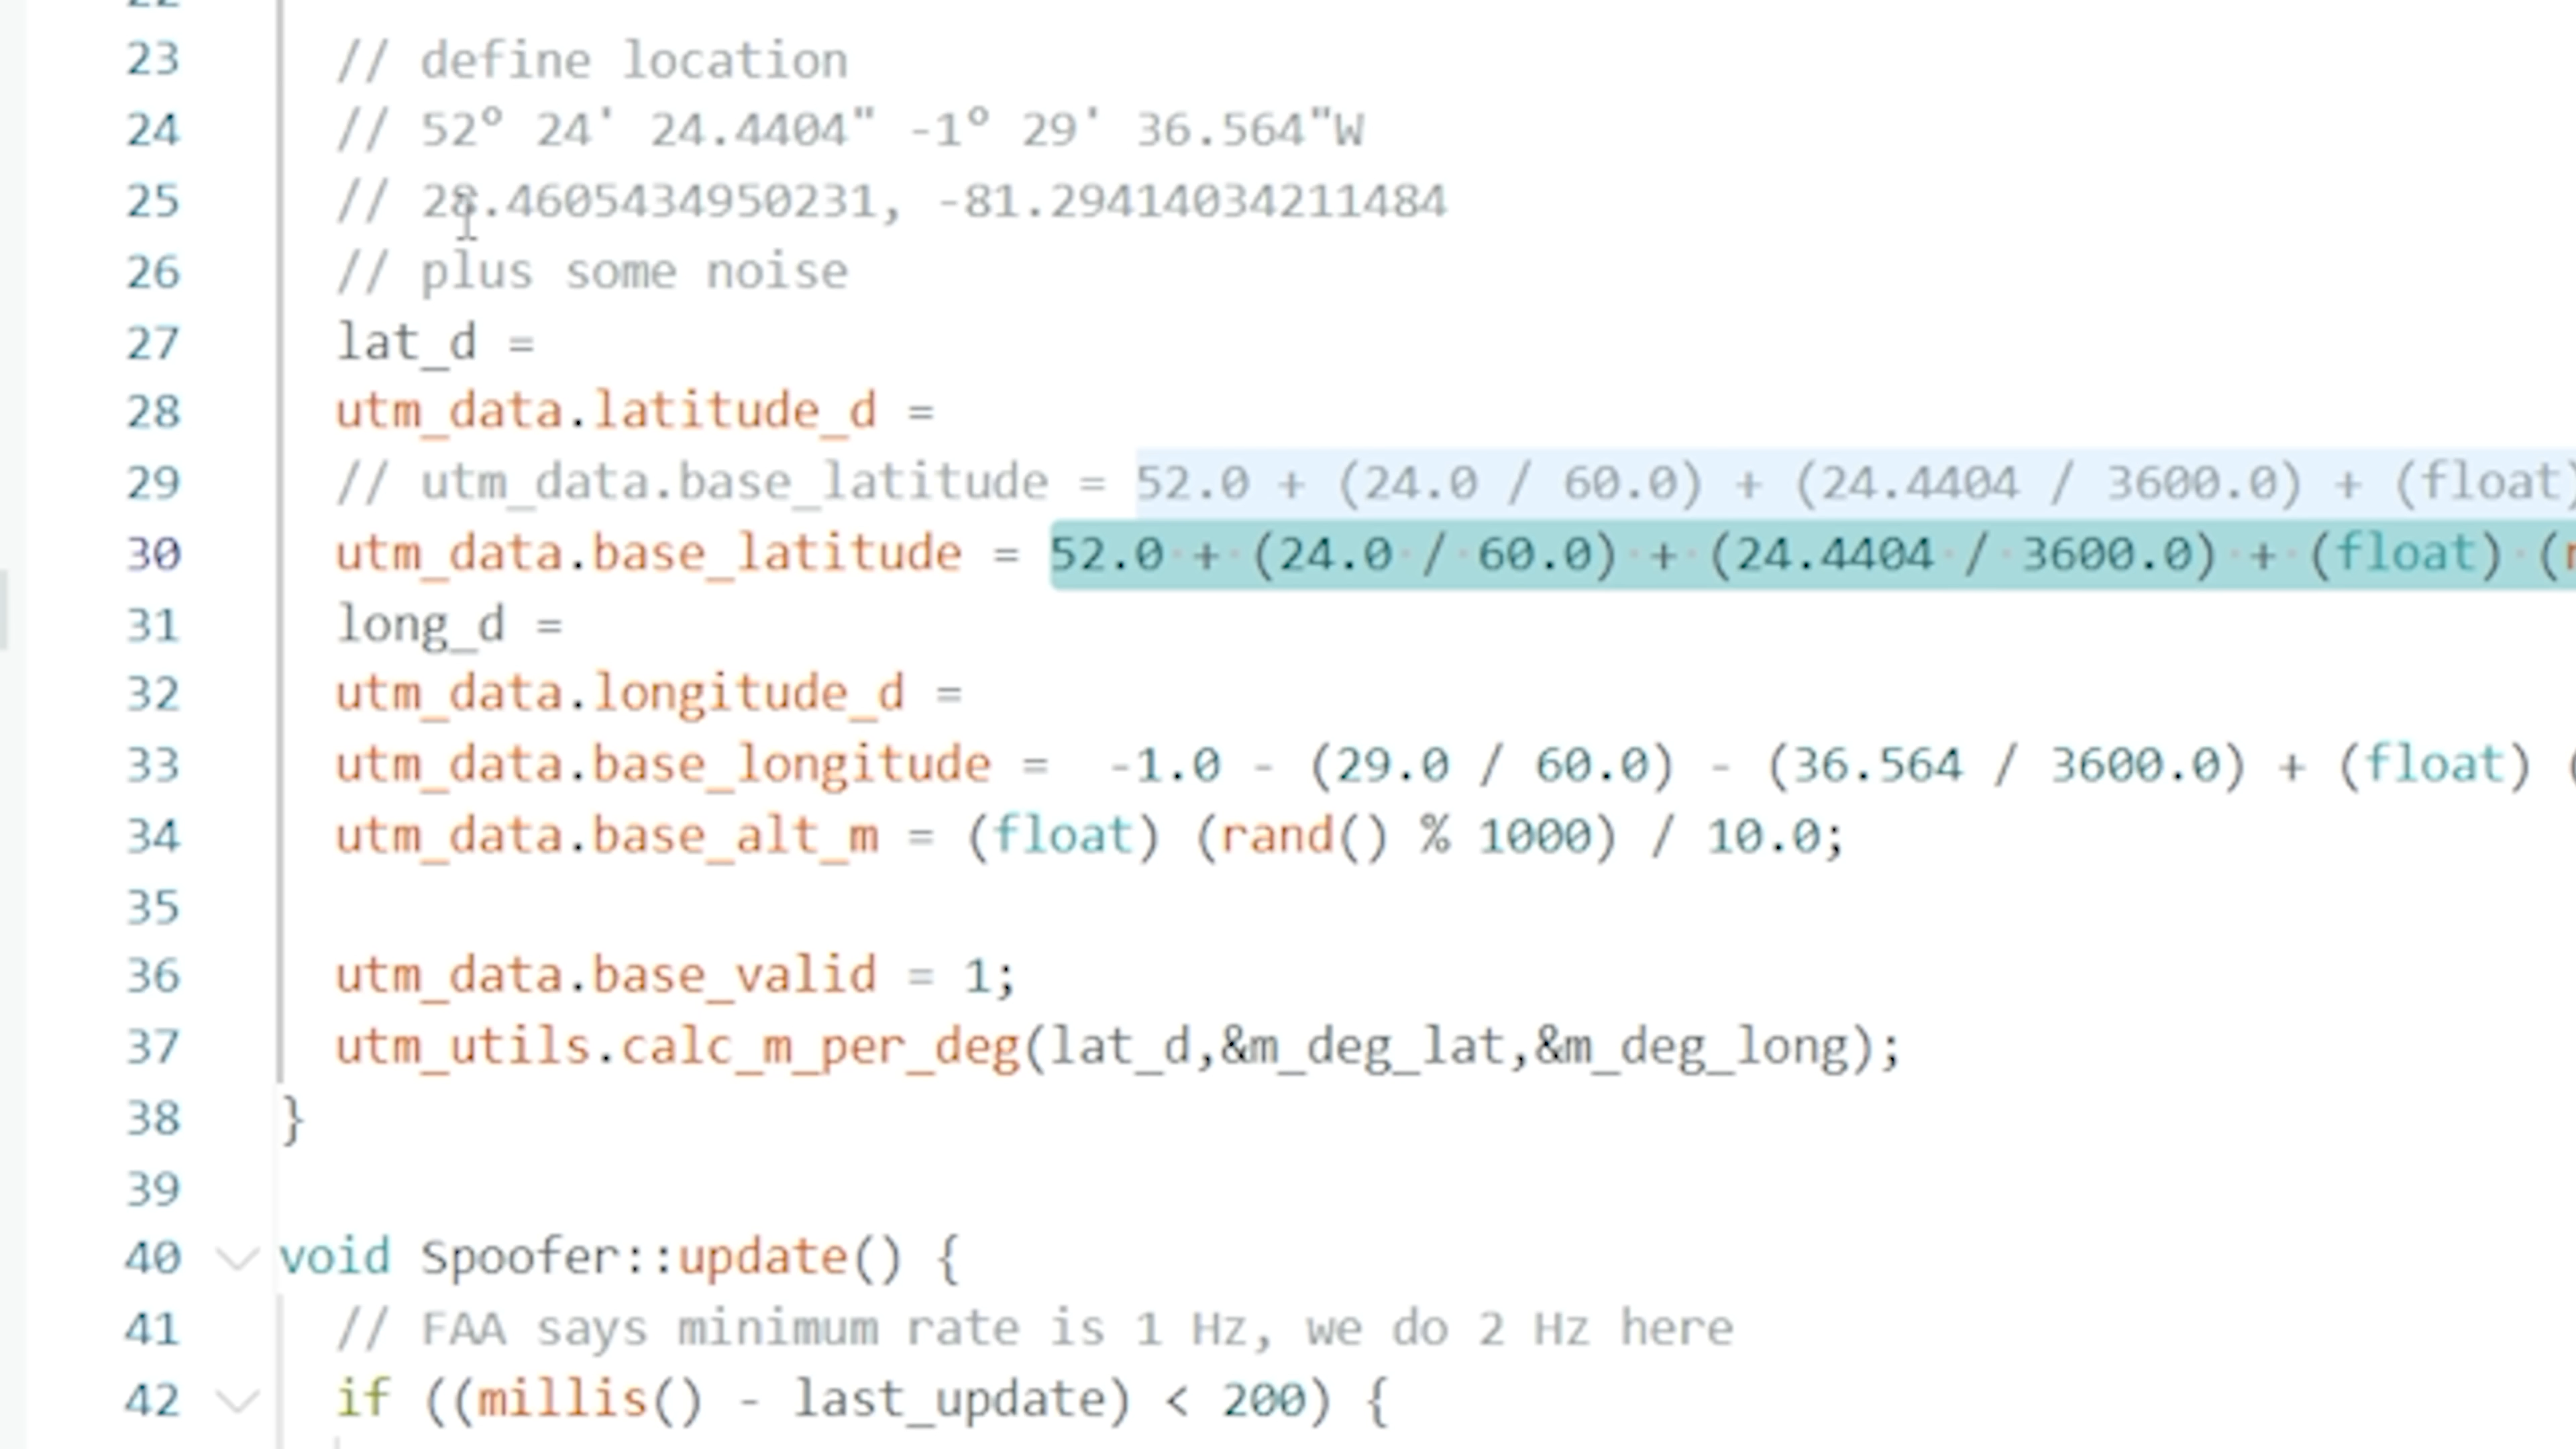 23 // define location
24 // 52° 24' 24.4404" -1° 29' 36.564"W
25 // 28.4605434950231, -81.29414034211484
26 // plus some noise
27 lat_d =
28 utm_data.latitude_d =
29 // utm_data.base_latitude = 52.0 + (24.0 / 60.0) + (24.4404 / 3600.0) + (float)
30 utm_data.base_latitude = 52.0 + (24.0 / 60.0) + (24.4404 / 3600.0) + (float) (
31 long_d =
32 utm_data.longitude_d =
33 utm_data.base_longitude =  -1.0 - (29.0 / 60.0) - (36.564 / 3600.0) + (float) (
34 utm_data.base_alt_m = (float) (rand() % 1000) / 10.0;
35
36 utm_data.base_valid = 1;
37 utm_utils.calc_m_per_deg(lat_d,&m_deg_lat,&m_deg_long);
38 }
39
40 void Spoofer::update() {
41 // FAA says minimum rate is 1 Hz, we do 2 Hz here
42 if ((millis() - last_update) < 200) {